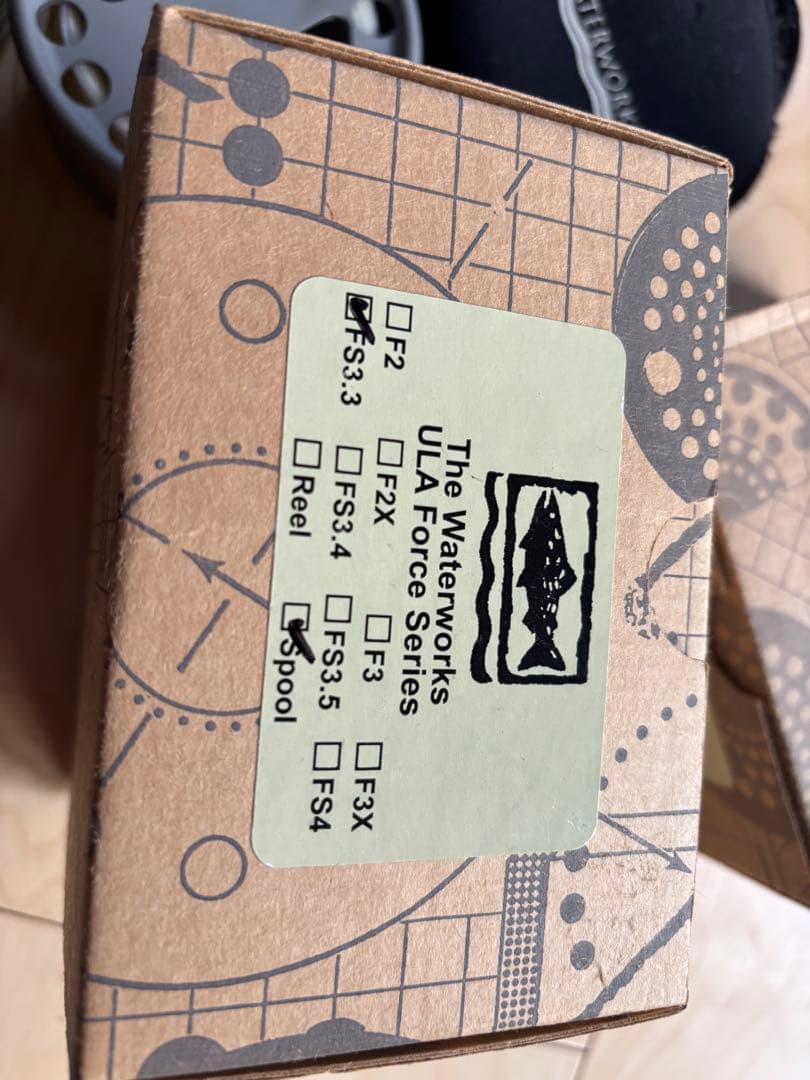 The Waterworks
ULA Force Series
☐ F2 ☐ F2X ☐ F3 ☐ F3X
☑ FS3.3 ☐ FS3.4 ☐ FS3.5 ☐ FS4
☐ Reel ☑ Spool